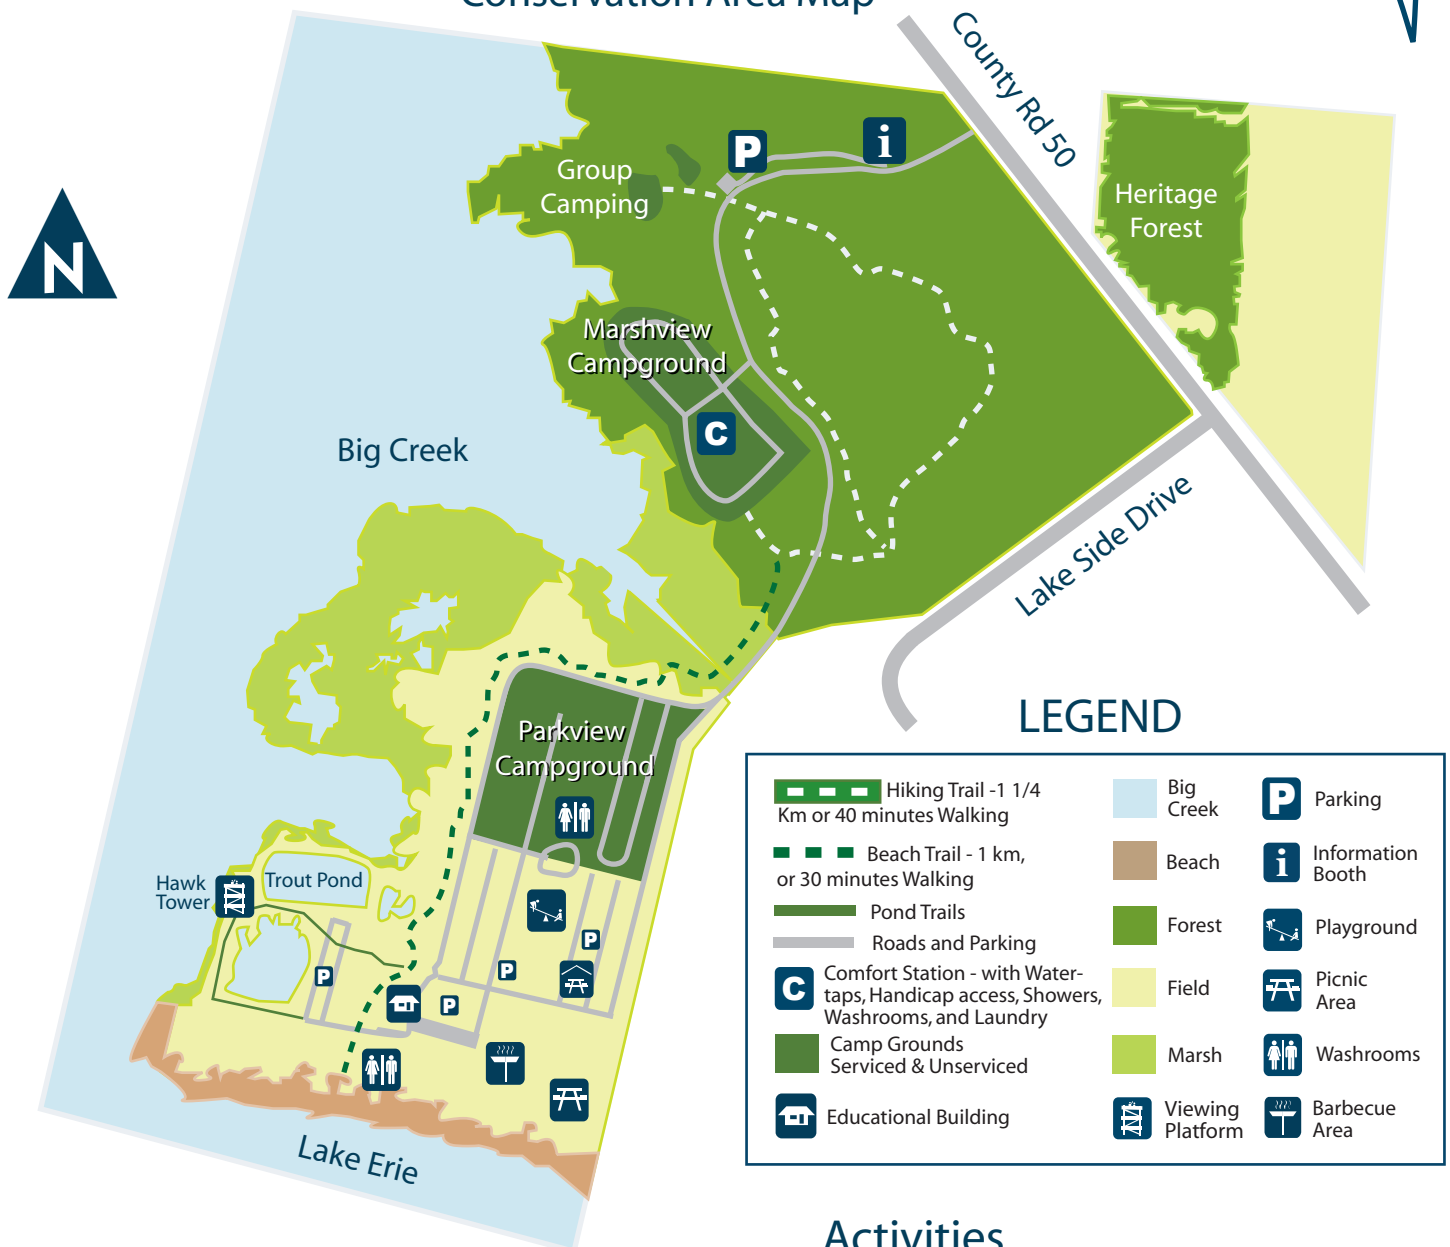 Conservation Area Map
County Rd 50
P
i
Group
Camping
Heritage
Forest
N
Marshview
Campground
C
Big Creek
Lake Side Drive
Parkview
Campground
Hawk
Tower
Trout Pond
P
P
P
P
Lake Erie
LEGEND
Hiking Trail -1 1/4
Km or 40 minutes Walking
Beach Trail - 1 km,
or 30 minutes Walking
Pond Trails
Roads and Parking
C
Comfort Station - with Water-
taps, Handicap access, Showers,
Washrooms, and Laundry
Camp Grounds
Serviced & Unserviced
Educational Building
Big
Creek
Beach
Forest
Field
Marsh
Viewing
Platform
P
Parking
i
Information
Booth
Playground
Picnic
Area
Washrooms
Barbecue
Area
Activities